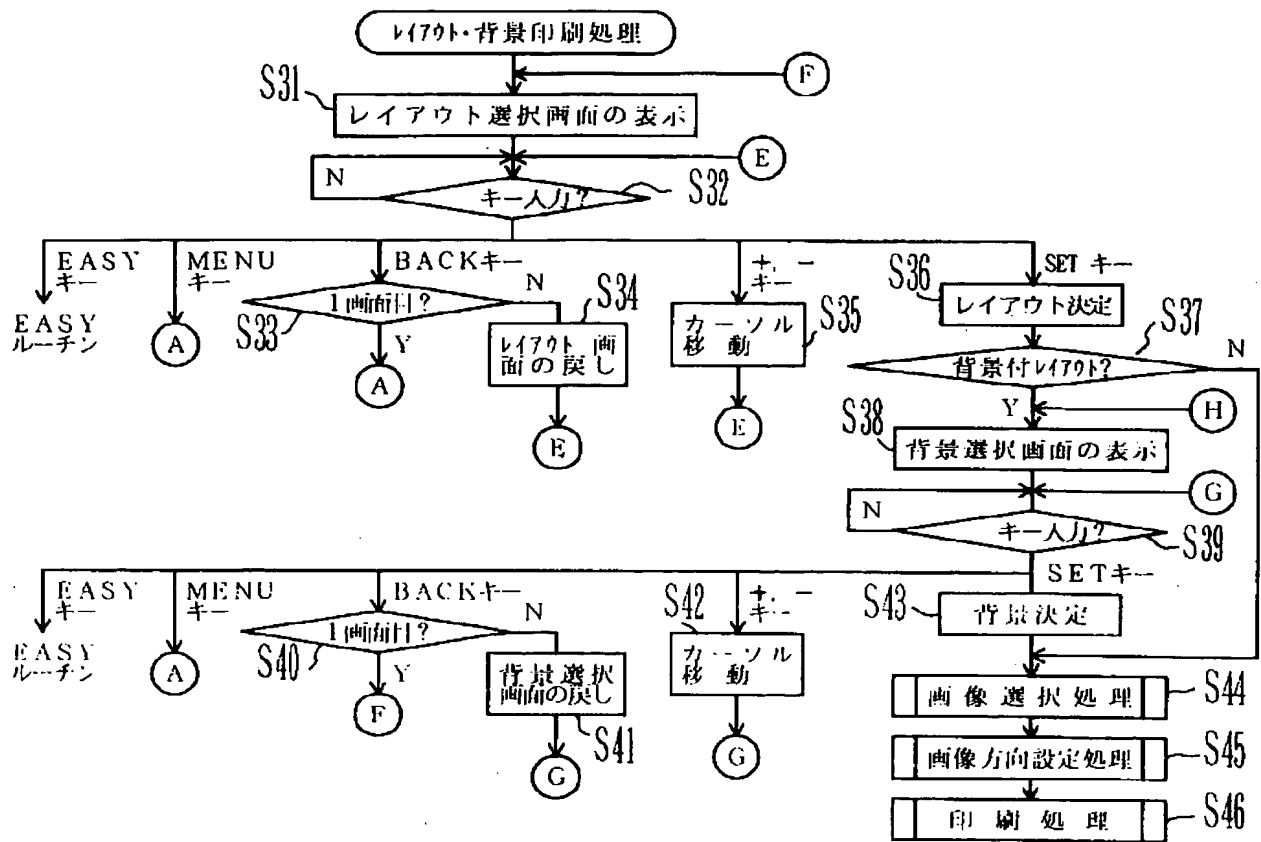 レイアウト・背景印刷処理
F
S31
レイアウト選択画面の表示
E
N
S32
キー入力?
EASY
キー
MENU
キー
BACKキー
+, −
キー
SET キー
EASY
ルーチン
A
1画面目?
S33
Y
A
N
S34
レイアウト画
面の戻し
E
カーソル
移動
S35
E
S36
レイアウト決定
S37
背景付レイアウト?
N
Y
H
S38
背景選択画面の表示
G
N
キー入力?
S39
EASY
キー
MENU
キー
BACKキー
+, −
キー
SETキー
EASY
ルーチン
A
1画面目?
S40
Y
F
N
背景選択
画面の戻し
S41
G
S42
カーソル
移動
G
S43
背景決定
画像選択処理
S44
画像方向設定処理
S45
印刷処理
S46